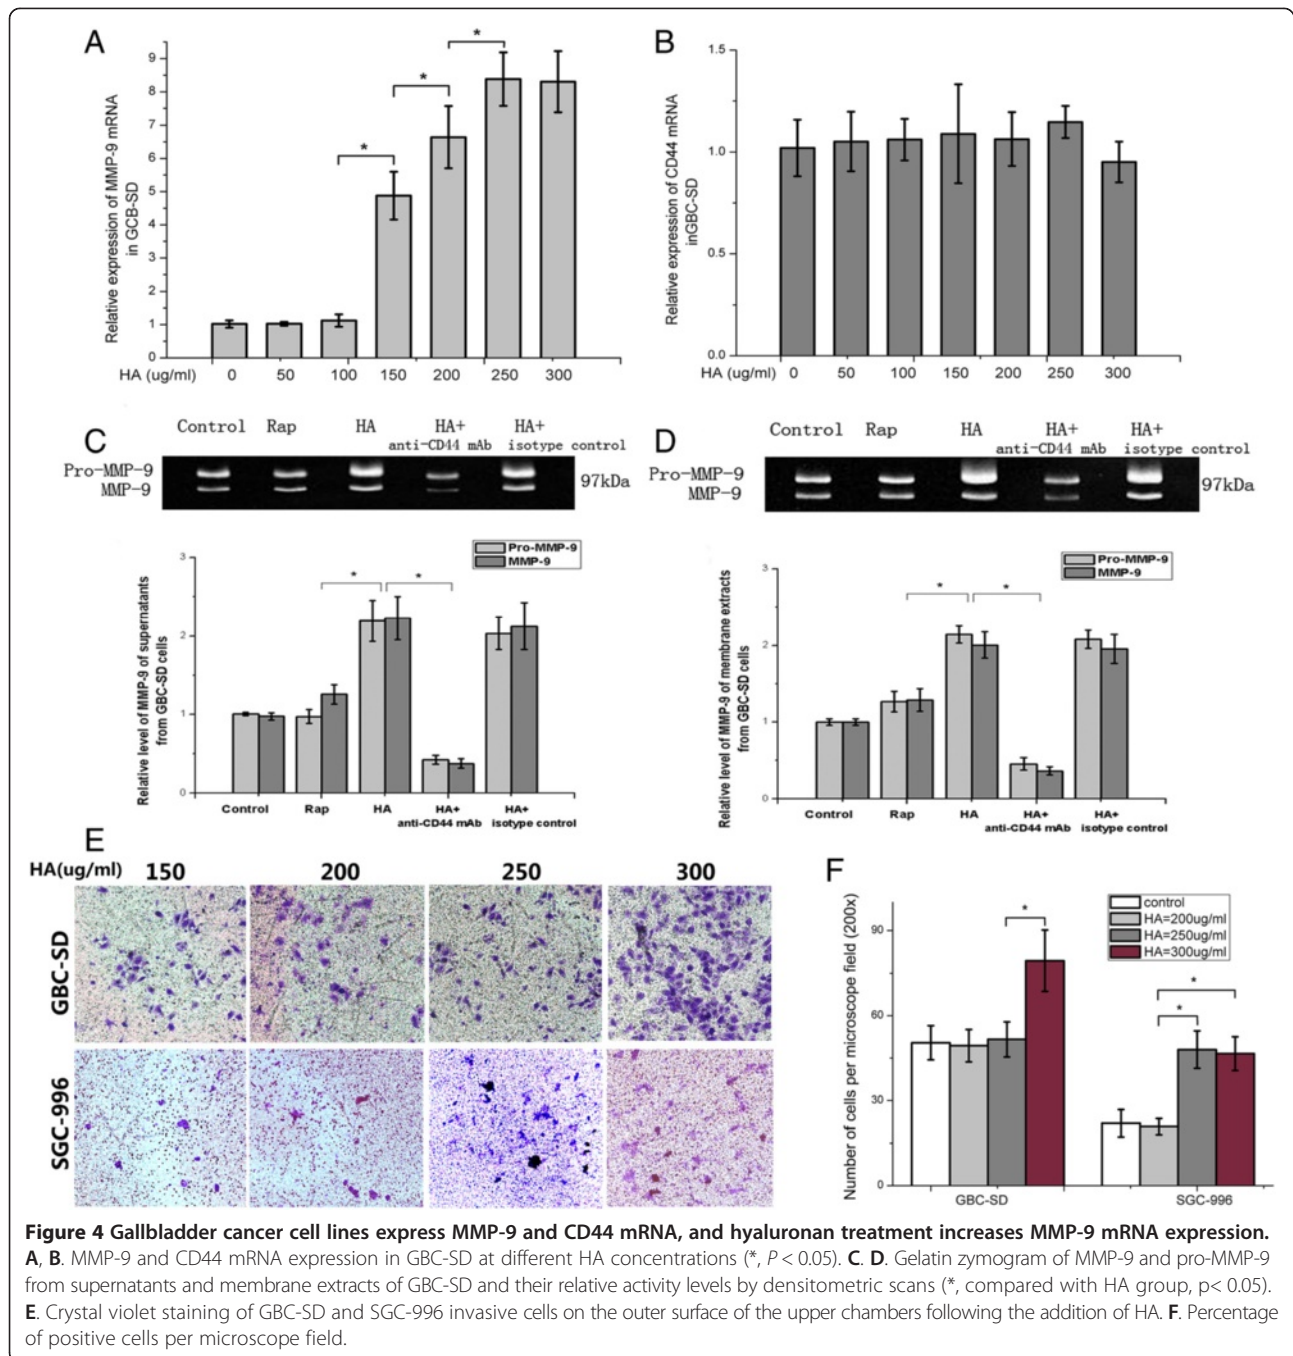 A
*
*
*
Relative expression of MMP-9 mRNA
in GCB-SD
9
8
7
6
5
4
3
2
1
0
HA (ug/ml) 0 50 100 150 200 250 300
B
Relative expression of CD44 mRNA
inGBC-SD
1.5
1.0
0.5
0.0
HA (ug/ml) 0 50 100 150 200 250 300
C
Control Rap HA HA+ HA+
anti-CD44 mAb isotype control
Pro-MMP-9
MMP-9
97kDa
Pro-MMP-9
MMP-9
* *
Relative level of MMP-9 of supernatants
from GBC-SD cells
3
2
1
0
Control Rap HA HA+ HA+
anti-CD44 mAb isotype control
D
Control Rap HA HA+ HA+
anti-CD44 mAb isotype control
Pro-MMP-9
MMP-9
97kDa
Pro-MMP-9
MMP-9
* *
Relative level of MMP-9 of membrane extracts
from GBC-SD cells
3
2
1
0
Control Rap HA HA+ HA+
anti-CD44 mAb isotype control
E
HA(ug/ml) 150 200 250 300
GBC-SD
SGC-996
F
control
HA=200ug/ml
HA=250ug/ml
HA=300ug/ml
*
*
*
Number of cells per microscope field (200x)
90
60
30
0
GBC-SD SGC-996
Figure 4 Gallbladder cancer cell lines express MMP-9 and CD44 mRNA, and hyaluronan treatment increases MMP-9 mRNA expression.
A, B. MMP-9 and CD44 mRNA expression in GBC-SD at different HA concentrations (*, P < 0.05). C. D. Gelatin zymogram of MMP-9 and pro-MMP-9
from supernatants and membrane extracts of GBC-SD and their relative activity levels by densitometric scans (*, compared with HA group, p< 0.05).
E. Crystal violet staining of GBC-SD and SGC-996 invasive cells on the outer surface of the upper chambers following the addition of HA. F. Percentage
of positive cells per microscope field.